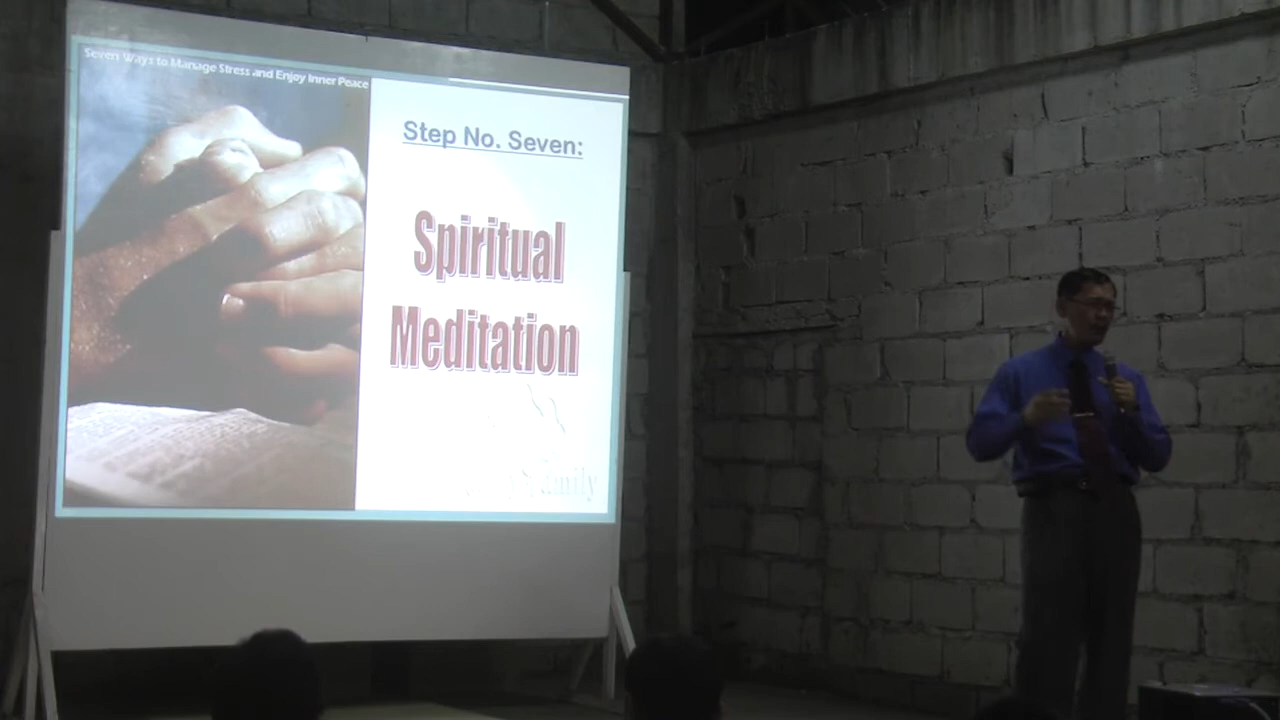 Seven Ways to Manage Stress and Enjoy Inner Peace
Step No. Seven:
Spiritual
Meditation